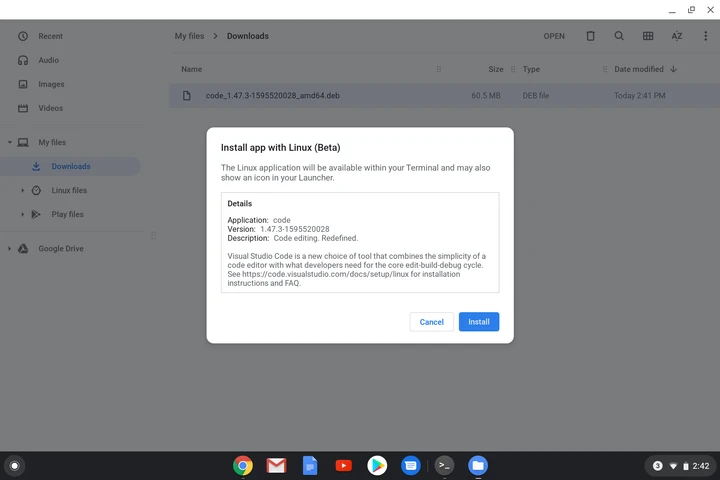 Recent
Audio
Images
Videos
My files
Downloads
Linux files
Play files
Google Drive
My files > Downloads
OPEN
AZ
Name Size Type Date modified
code_1.47.3-1595520028_amd64.deb 60.5 MB DEB file Today 2:41 PM
Install app with Linux (Beta)
The Linux application will be available within your Terminal and may also
show an icon in your Launcher.
Details
Application: code
Version: 1.47.3-1595520028
Description: Code editing. Redefined.
Visual Studio Code is a new choice of tool that combines the simplicity of a
code editor with what developers need for the core edit-build-debug cycle.
See https://code.visualstudio.com/docs/setup/linux for installation
instructions and FAQ.
Cancel Install
3 2:42